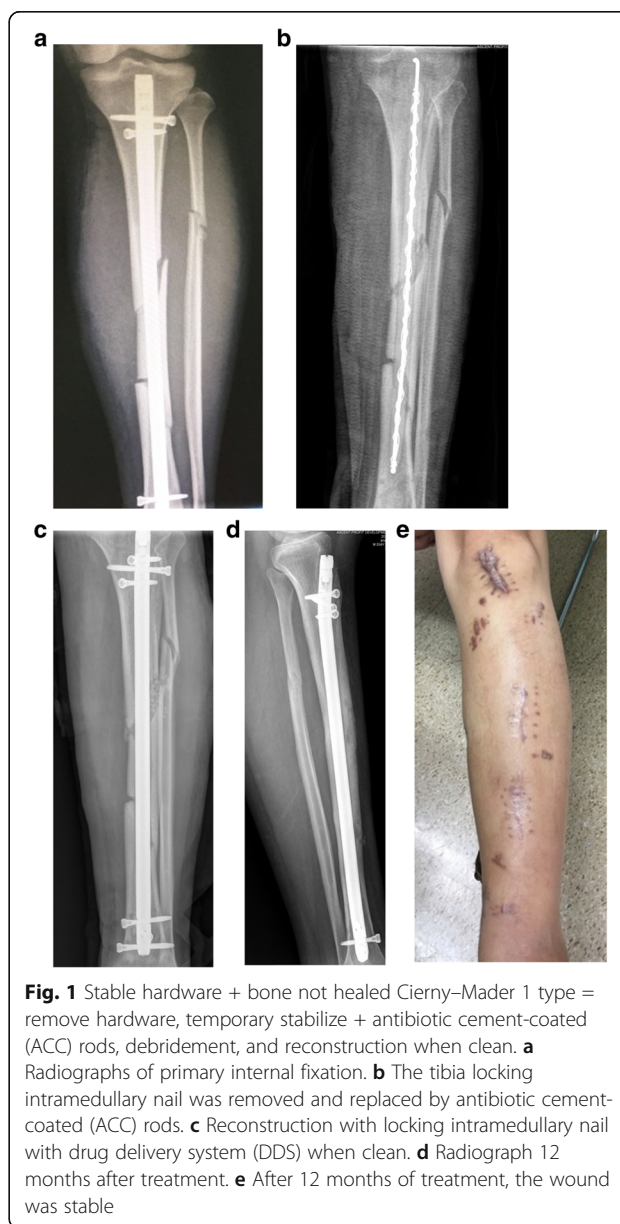 a
b
ASCENT PROFIT
c
d
e
Fig. 1 Stable hardware + bone not healed Cierny–Mader 1 type =
remove hardware, temporary stabilize + antibiotic cement-coated
(ACC) rods, debridement, and reconstruction when clean. a
Radiographs of primary internal fixation. b The tibia locking
intramedullary nail was removed and replaced by antibiotic cement-
coated (ACC) rods. c Reconstruction with locking intramedullary nail
with drug delivery system (DDS) when clean. d Radiograph 12
months after treatment. e After 12 months of treatment, the wound
was stable